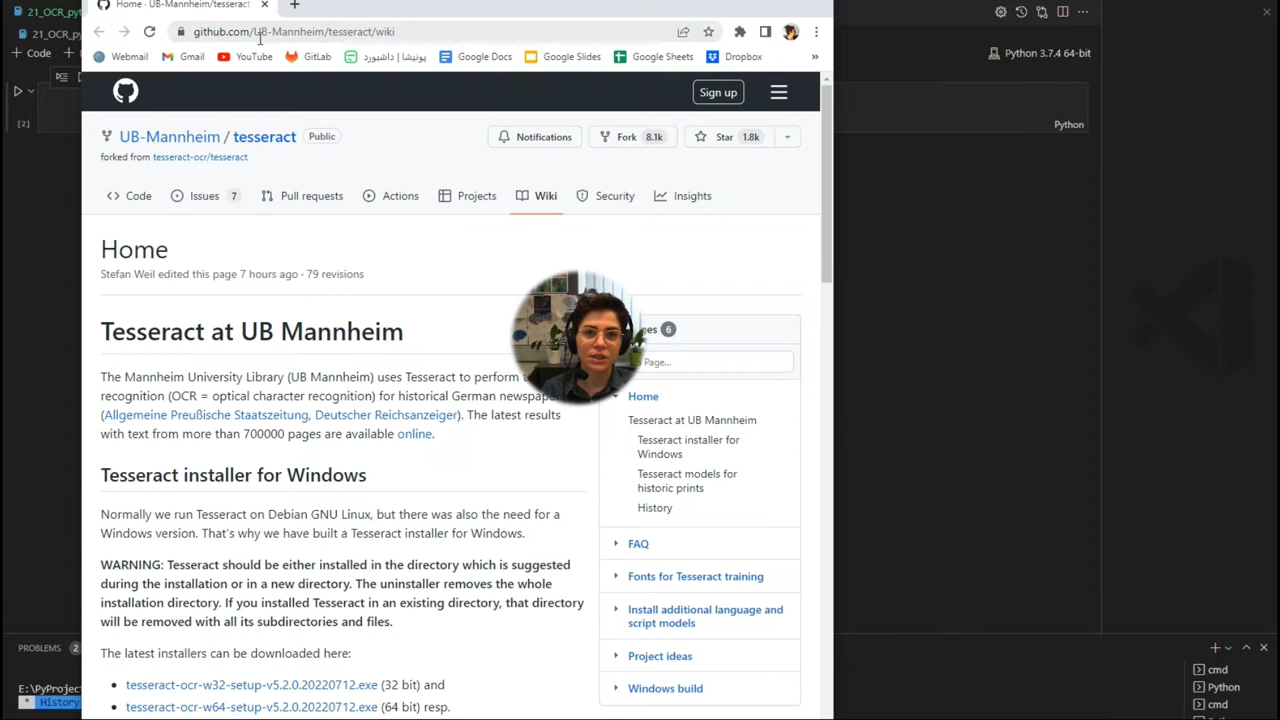 21_OCR_py
Home · UB-Mannheim/tesseract
github.com/UB-Mannheim/tesseract/wiki
21_OCR_py
Python 3.7.4 64-bit
+ Code
Webmail
Gmail
YouTube
GitLab
پونیشا | داشبورد
Google Docs
Google Slides
Google Sheets
Dropbox
»
Sign up
[2]
Python
UB-Mannheim / tesseract
Public
Notifications
Fork 8.1k
Star 1.8k
forked from tesseract-ocr/tesseract
Code
Issues 7
Pull requests
Actions
Projects
Wiki
Security
Insights
Home
Stefan Weil edited this page 7 hours ago · 79 revisions
Tesseract at UB Mannheim
6
Page...
The Mannheim University Library (UB Mannheim) uses Tesseract to perform
recognition (OCR = optical character recognition) for historical German
(Allgemeine Preußische Staatszeitung, Deutscher Reichsanzeiger). The latest results
with text from more than 700000 pages are available online.
Tesseract installer for Windows
Normally we run Tesseract on Debian GNU Linux, but there was also the need for a
Windows version. That's why we have built a Tesseract installer for Windows.
WARNING: Tesseract should be either installed in the directory which is suggested
during the installation or in a new directory. The uninstaller removes the whole
installation directory. If you installed Tesseract in an existing directory, that directory
will be removed with all its subdirectories and files.
The latest installers can be downloaded here:
• tesseract-ocr-w32-setup-v5.2.0.20220712.exe (32 bit) and
• tesseract-ocr-w64-setup-v5.2.0.20220712.exe (64 bit) resp.
Home
Tesseract at UB Mannheim
Tesseract installer for
Windows
Tesseract models for
historic prints
History
FAQ
Fonts for Tesseract training
Install additional language and
script models
Project ideas
Windows build
PROBLEMS 2
E:\PyProjec
* History
cmd
Python
cmd